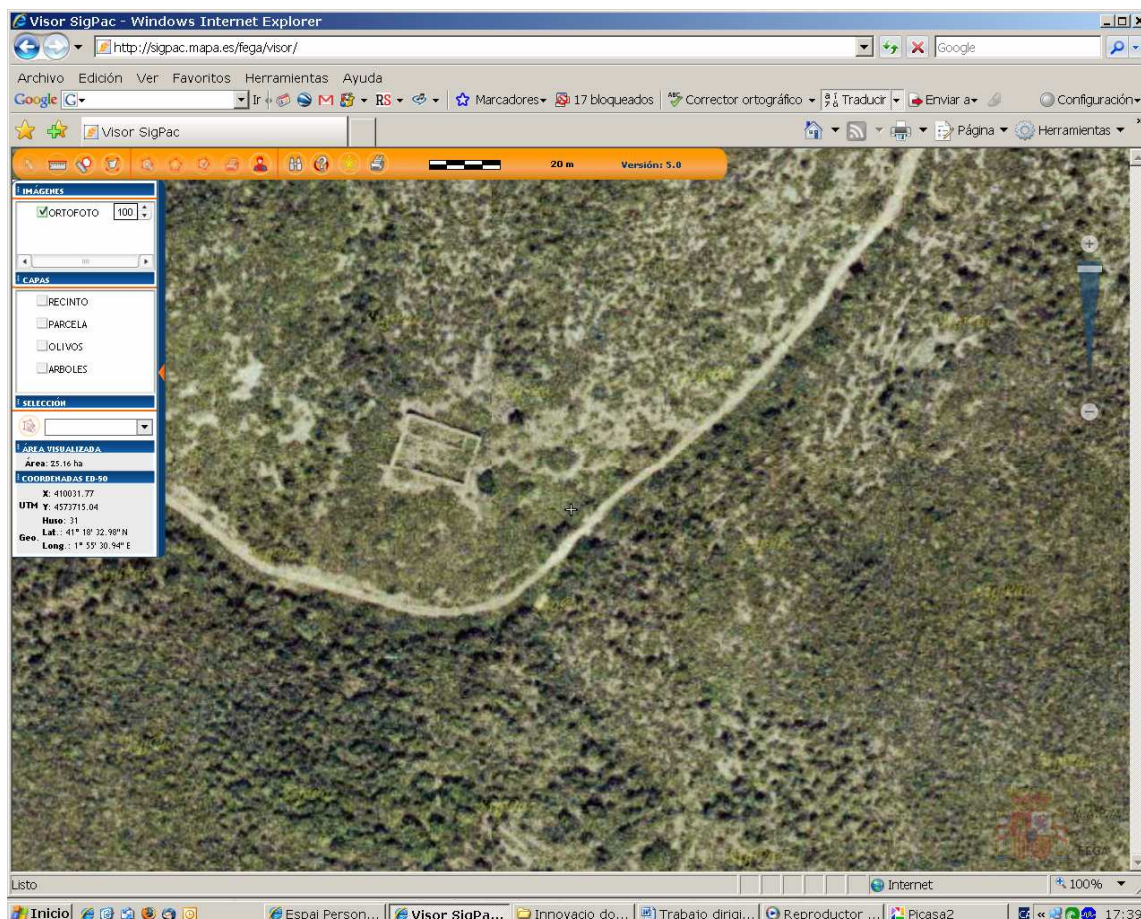 Visor SigPac - Windows Internet Explorer
http://sigpac.mapa.es/fega/visor/
Google
Archivo Edición Ver Favoritos Herramientas Ayuda
Google G Ir RS Marcadores 17 bloqueados Corrector ortográfico Traducir Enviar a Configuración
Visor SigPac
Página Herramientas
20 m Versión: 5.0
IMÁGENES
ORTOFOTO 100
CAPAS
RECINTO
PARCELA
OLIVOS
ARBOLES
SELECCIÓN
ÁREA VISUALIZADA
Área: 25.16 ha
COORDENADAS ED-50
X: 410031.77
UTM Y: 4573715.04
Huso: 31
Geo. Lat.: 41° 18' 32.98" N
Long.: 1° 55' 30.94" E
FEGA
Listo Internet 100%
Inicio Espai Person... Visor SigPa... Innovacio do... Trabajo dirigi... Reproductor ... Picasa2 17:33